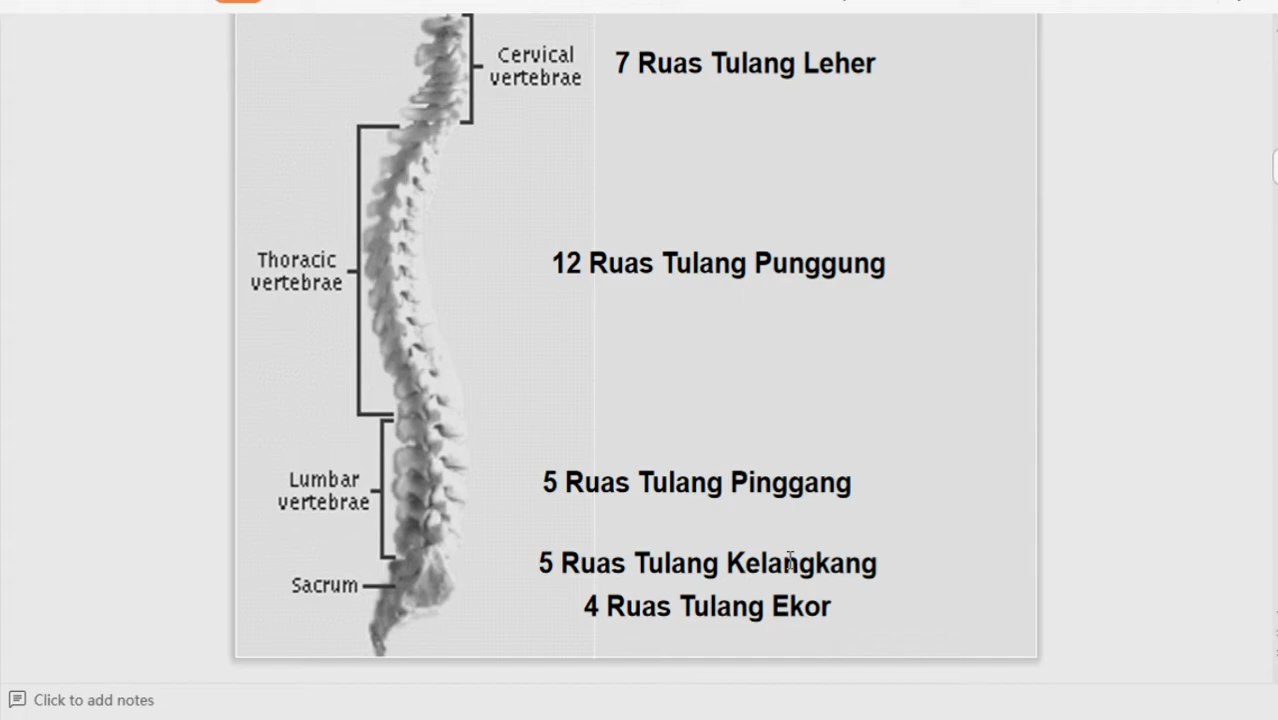 Cervical
vertebrae
7 Ruas Tulang Leher
Thoracic
vertebrae
12 Ruas Tulang Punggung
Lumbar
vertebrae
5 Ruas Tulang Pinggang
5 Ruas Tulang Kelangkang
Sacrum
4 Ruas Tulang Ekor
Click to add notes